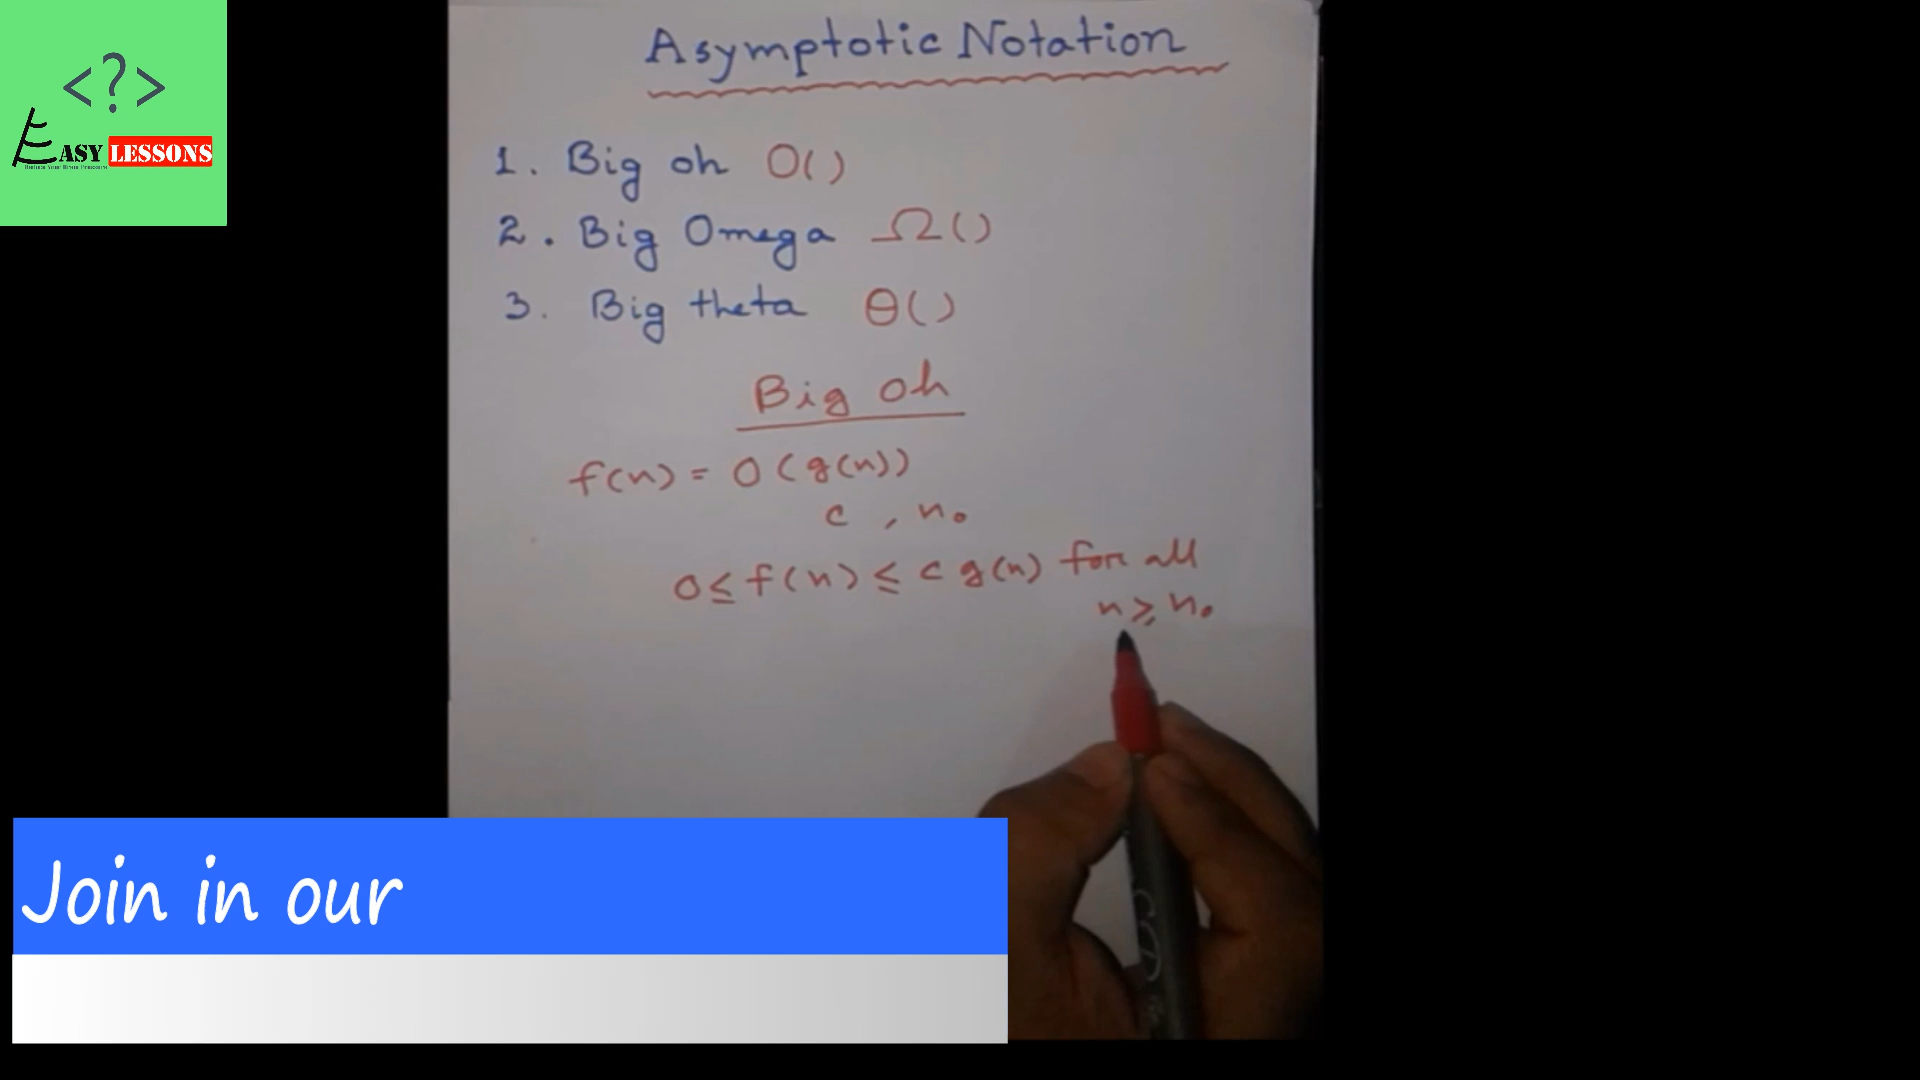 <?>
EASY LESSONS
Asymptotic Notation
1. Big oh O()
2. Big Omega Ω()
3. Big theta θ()
Big oh
f(n) = O(g(n))
c , n₀
0 ≤ f(n) ≤ c g(n) for all
n ≥ n₀
Join in our